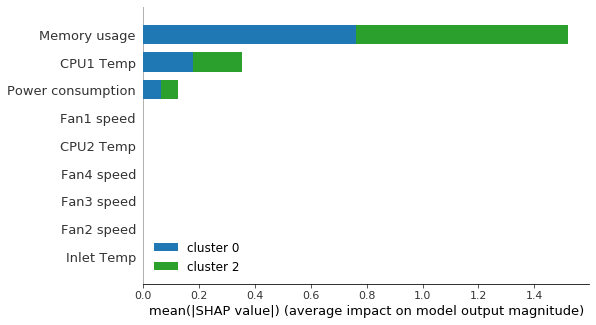 Memory usage
CPU1 Temp
Power consumption
Fan1 speed
CPU2 Temp
Fan4 speed
Fan3 speed
Fan2 speed
Inlet Temp
cluster 0
cluster 2
0.0 0.2 0.4 0.6 0.8 1.0 1.2 1.4
mean(|SHAP value|) (average impact on model output magnitude)